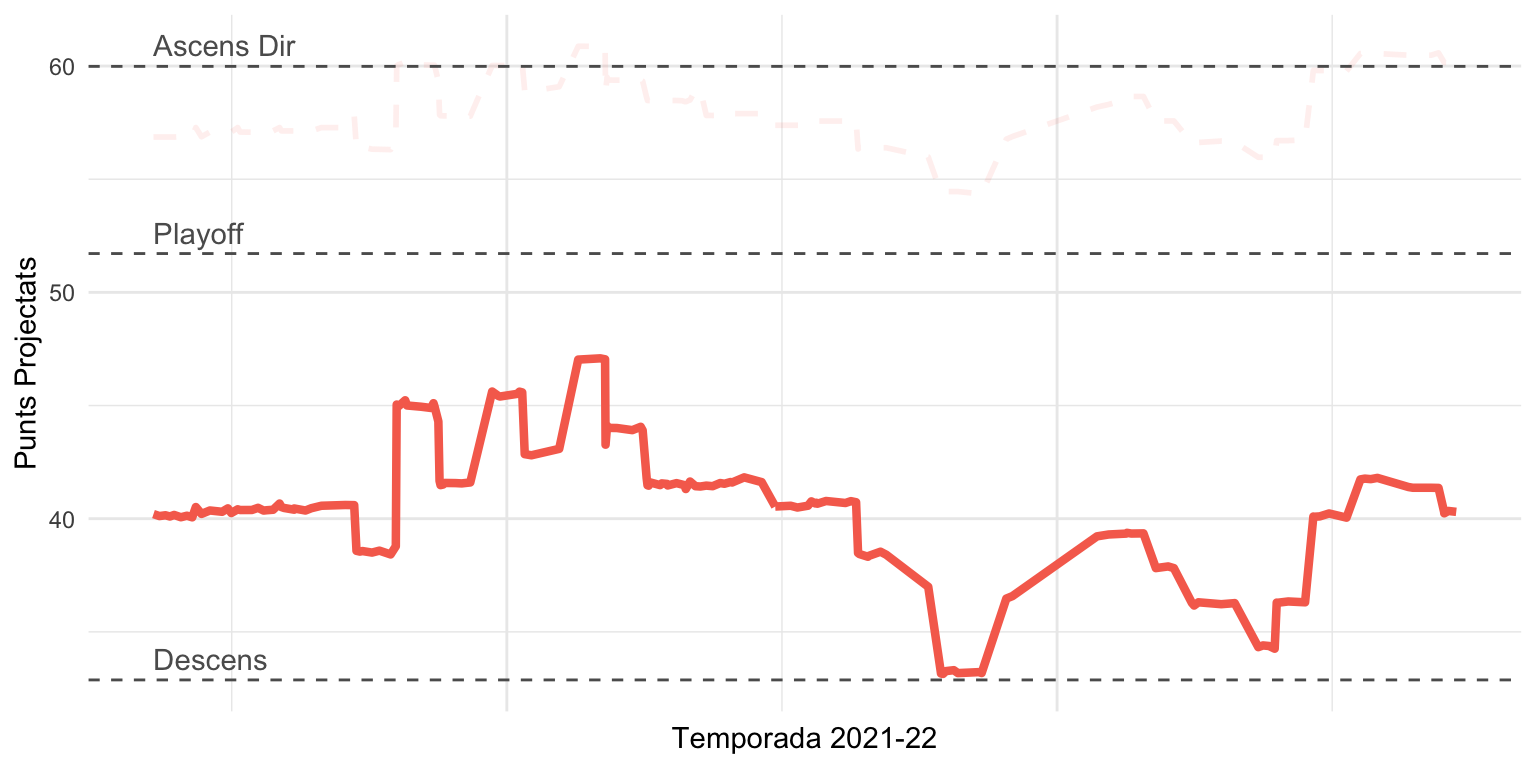 Ascens Dir
60
Playoff
50
Punts Projectats
40
Descens
Temporada 2021-22